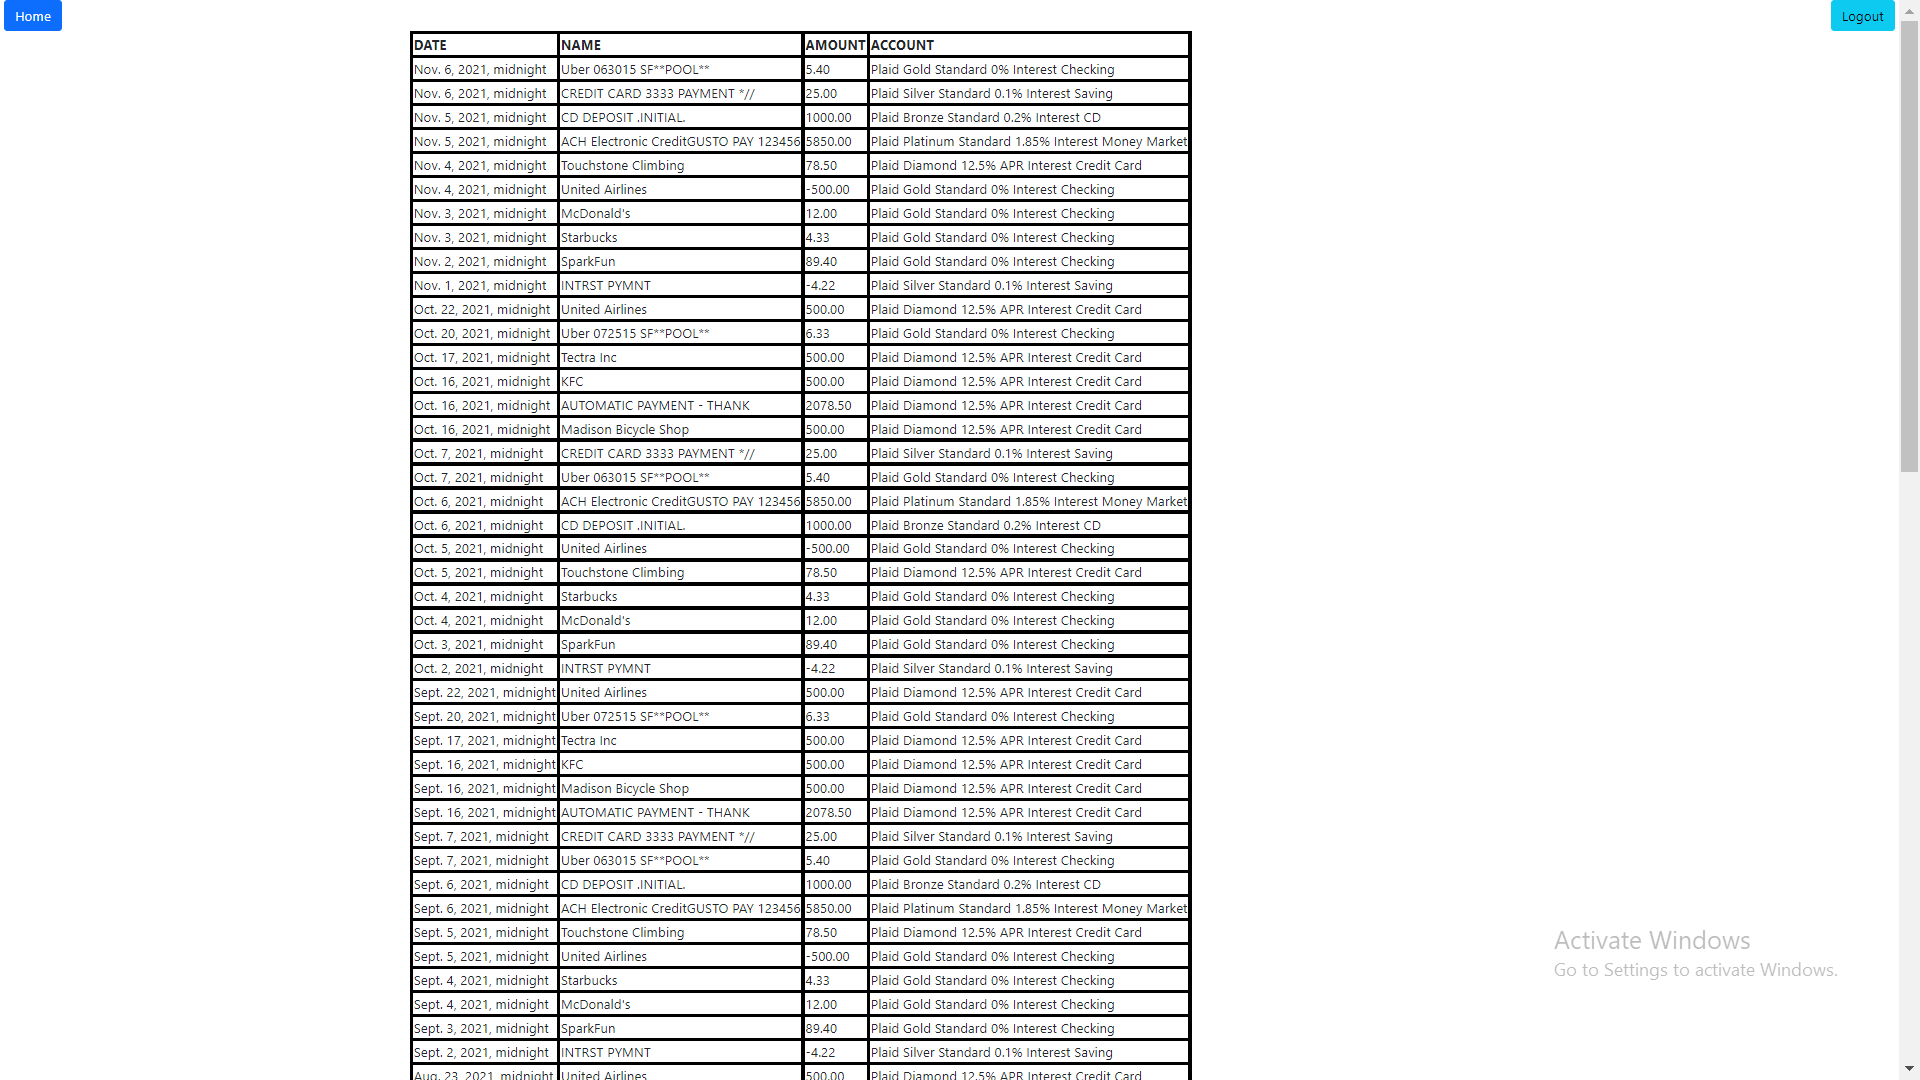 Home
Logout
DATE NAME AMOUNT ACCOUNT
Nov. 6, 2021, midnight Uber 063015 SF**POOL** 5.40 Plaid Gold Standard 0% Interest Checking
Nov. 6, 2021, midnight CREDIT CARD 3333 PAYMENT *// 25.00 Plaid Silver Standard 0.1% Interest Saving
Nov. 5, 2021, midnight CD DEPOSIT .INITIAL. 1000.00 Plaid Bronze Standard 0.2% Interest CD
Nov. 5, 2021, midnight ACH Electronic CreditGUSTO PAY 123456 5850.00 Plaid Platinum Standard 1.85% Interest Money Market
Nov. 4, 2021, midnight Touchstone Climbing 78.50 Plaid Diamond 12.5% APR Interest Credit Card
Nov. 4, 2021, midnight United Airlines -500.00 Plaid Gold Standard 0% Interest Checking
Nov. 3, 2021, midnight McDonald's 12.00 Plaid Gold Standard 0% Interest Checking
Nov. 3, 2021, midnight Starbucks 4.33 Plaid Gold Standard 0% Interest Checking
Nov. 2, 2021, midnight SparkFun 89.40 Plaid Gold Standard 0% Interest Checking
Nov. 1, 2021, midnight INTRST PYMNT -4.22 Plaid Silver Standard 0.1% Interest Saving
Oct. 22, 2021, midnight United Airlines 500.00 Plaid Diamond 12.5% APR Interest Credit Card
Oct. 20, 2021, midnight Uber 072515 SF**POOL** 6.33 Plaid Gold Standard 0% Interest Checking
Oct. 17, 2021, midnight Tectra Inc 500.00 Plaid Diamond 12.5% APR Interest Credit Card
Oct. 16, 2021, midnight KFC 500.00 Plaid Diamond 12.5% APR Interest Credit Card
Oct. 16, 2021, midnight AUTOMATIC PAYMENT - THANK 2078.50 Plaid Diamond 12.5% APR Interest Credit Card
Oct. 16, 2021, midnight Madison Bicycle Shop 500.00 Plaid Diamond 12.5% APR Interest Credit Card
Oct. 7, 2021, midnight CREDIT CARD 3333 PAYMENT *// 25.00 Plaid Silver Standard 0.1% Interest Saving
Oct. 7, 2021, midnight Uber 063015 SF**POOL** 5.40 Plaid Gold Standard 0% Interest Checking
Oct. 6, 2021, midnight ACH Electronic CreditGUSTO PAY 123456 5850.00 Plaid Platinum Standard 1.85% Interest Money Market
Oct. 6, 2021, midnight CD DEPOSIT .INITIAL. 1000.00 Plaid Bronze Standard 0.2% Interest CD
Oct. 5, 2021, midnight United Airlines -500.00 Plaid Gold Standard 0% Interest Checking
Oct. 5, 2021, midnight Touchstone Climbing 78.50 Plaid Diamond 12.5% APR Interest Credit Card
Oct. 4, 2021, midnight Starbucks 4.33 Plaid Gold Standard 0% Interest Checking
Oct. 4, 2021, midnight McDonald's 12.00 Plaid Gold Standard 0% Interest Checking
Oct. 3, 2021, midnight SparkFun 89.40 Plaid Gold Standard 0% Interest Checking
Oct. 2, 2021, midnight INTRST PYMNT -4.22 Plaid Silver Standard 0.1% Interest Saving
Sept. 22, 2021, midnight United Airlines 500.00 Plaid Diamond 12.5% APR Interest Credit Card
Sept. 20, 2021, midnight Uber 072515 SF**POOL** 6.33 Plaid Gold Standard 0% Interest Checking
Sept. 17, 2021, midnight Tectra Inc 500.00 Plaid Diamond 12.5% APR Interest Credit Card
Sept. 16, 2021, midnight KFC 500.00 Plaid Diamond 12.5% APR Interest Credit Card
Sept. 16, 2021, midnight Madison Bicycle Shop 500.00 Plaid Diamond 12.5% APR Interest Credit Card
Sept. 16, 2021, midnight AUTOMATIC PAYMENT - THANK 2078.50 Plaid Diamond 12.5% APR Interest Credit Card
Sept. 7, 2021, midnight CREDIT CARD 3333 PAYMENT *// 25.00 Plaid Silver Standard 0.1% Interest Saving
Sept. 7, 2021, midnight Uber 063015 SF**POOL** 5.40 Plaid Gold Standard 0% Interest Checking
Sept. 6, 2021, midnight CD DEPOSIT .INITIAL. 1000.00 Plaid Bronze Standard 0.2% Interest CD
Sept. 6, 2021, midnight ACH Electronic CreditGUSTO PAY 123456 5850.00 Plaid Platinum Standard 1.85% Interest Money Market
Sept. 5, 2021, midnight Touchstone Climbing 78.50 Plaid Diamond 12.5% APR Interest Credit Card
Sept. 5, 2021, midnight United Airlines -500.00 Plaid Gold Standard 0% Interest Checking
Sept. 4, 2021, midnight Starbucks 4.33 Plaid Gold Standard 0% Interest Checking
Sept. 4, 2021, midnight McDonald's 12.00 Plaid Gold Standard 0% Interest Checking
Sept. 3, 2021, midnight SparkFun 89.40 Plaid Gold Standard 0% Interest Checking
Sept. 2, 2021, midnight INTRST PYMNT -4.22 Plaid Silver Standard 0.1% Interest Saving
Aug. 23, 2021, midnight United Airlines 500.00 Plaid Diamond 12.5% APR Interest Credit Card
Activate Windows
Go to Settings to activate Windows.